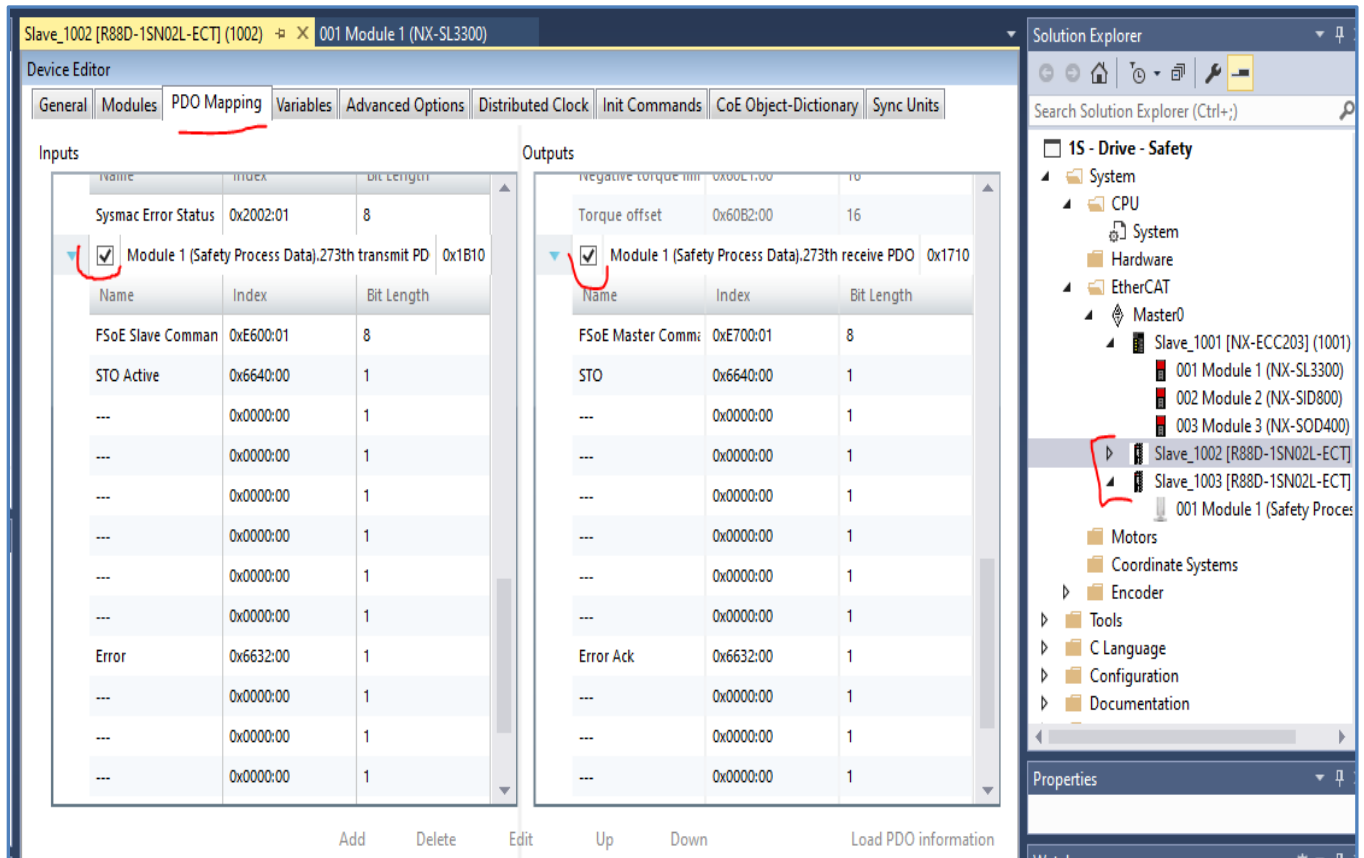 Slave_1002 [R88D-1SN02L-ECT] (1002) 001 Module 1 (NX-SL3300)
Device Editor
General Modules PDO Mapping Variables Advanced Options Distributed Clock Init Commands CoE Object-Dictionary Sync Units
Inputs
Name Index Bit Length
Sysmac Error Status 0x2002:01 8
Module 1 (Safety Process Data).273th transmit PD 0x1B10
Name Index Bit Length
FSoE Slave Comman 0xE600:01 8
STO Active 0x6640:00 1
--- 0x0000:00 1
--- 0x0000:00 1
--- 0x0000:00 1
--- 0x0000:00 1
--- 0x0000:00 1
--- 0x0000:00 1
Error 0x6632:00 1
--- 0x0000:00 1
--- 0x0000:00 1
--- 0x0000:00 1
Outputs
Negative torque lim 0x60E1:00 16
Torque offset 0x60B2:00 16
Module 1 (Safety Process Data).273th receive PDO 0x1710
Name Index Bit Length
FSoE Master Comma 0xE700:01 8
STO 0x6640:00 1
--- 0x0000:00 1
--- 0x0000:00 1
--- 0x0000:00 1
--- 0x0000:00 1
--- 0x0000:00 1
--- 0x0000:00 1
Error Ack 0x6632:00 1
--- 0x0000:00 1
--- 0x0000:00 1
--- 0x0000:00 1
Add Delete Edit Up Down Load PDO information
Solution Explorer
Search Solution Explorer (Ctrl+;)
1S - Drive - Safety
System
CPU
System
Hardware
EtherCAT
Master0
Slave_1001 [NX-ECC203] (1001)
001 Module 1 (NX-SL3300)
002 Module 2 (NX-SID800)
003 Module 3 (NX-SOD400)
Slave_1002 [R88D-1SN02L-ECT]
Slave_1003 [R88D-1SN02L-ECT]
001 Module 1 (Safety Proces
Motors
Coordinate Systems
Encoder
Tools
C Language
Configuration
Documentation
Properties